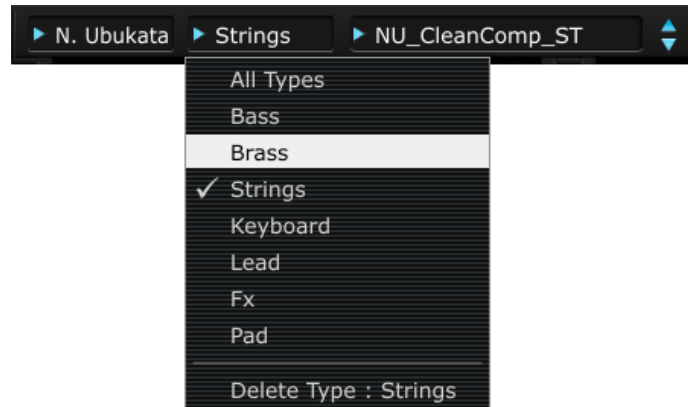 N. Ubukata Strings NU_CleanComp_ST
All Types
Bass
Brass
Strings
Keyboard
Lead
Fx
Pad
Delete Type : Strings